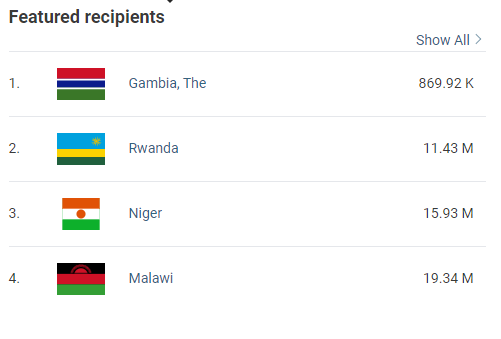 Featured recipients
Show All
1. Gambia, The 869.92 K
2. Rwanda 11.43 M
3. Niger 15.93 M
4. Malawi 19.34 M